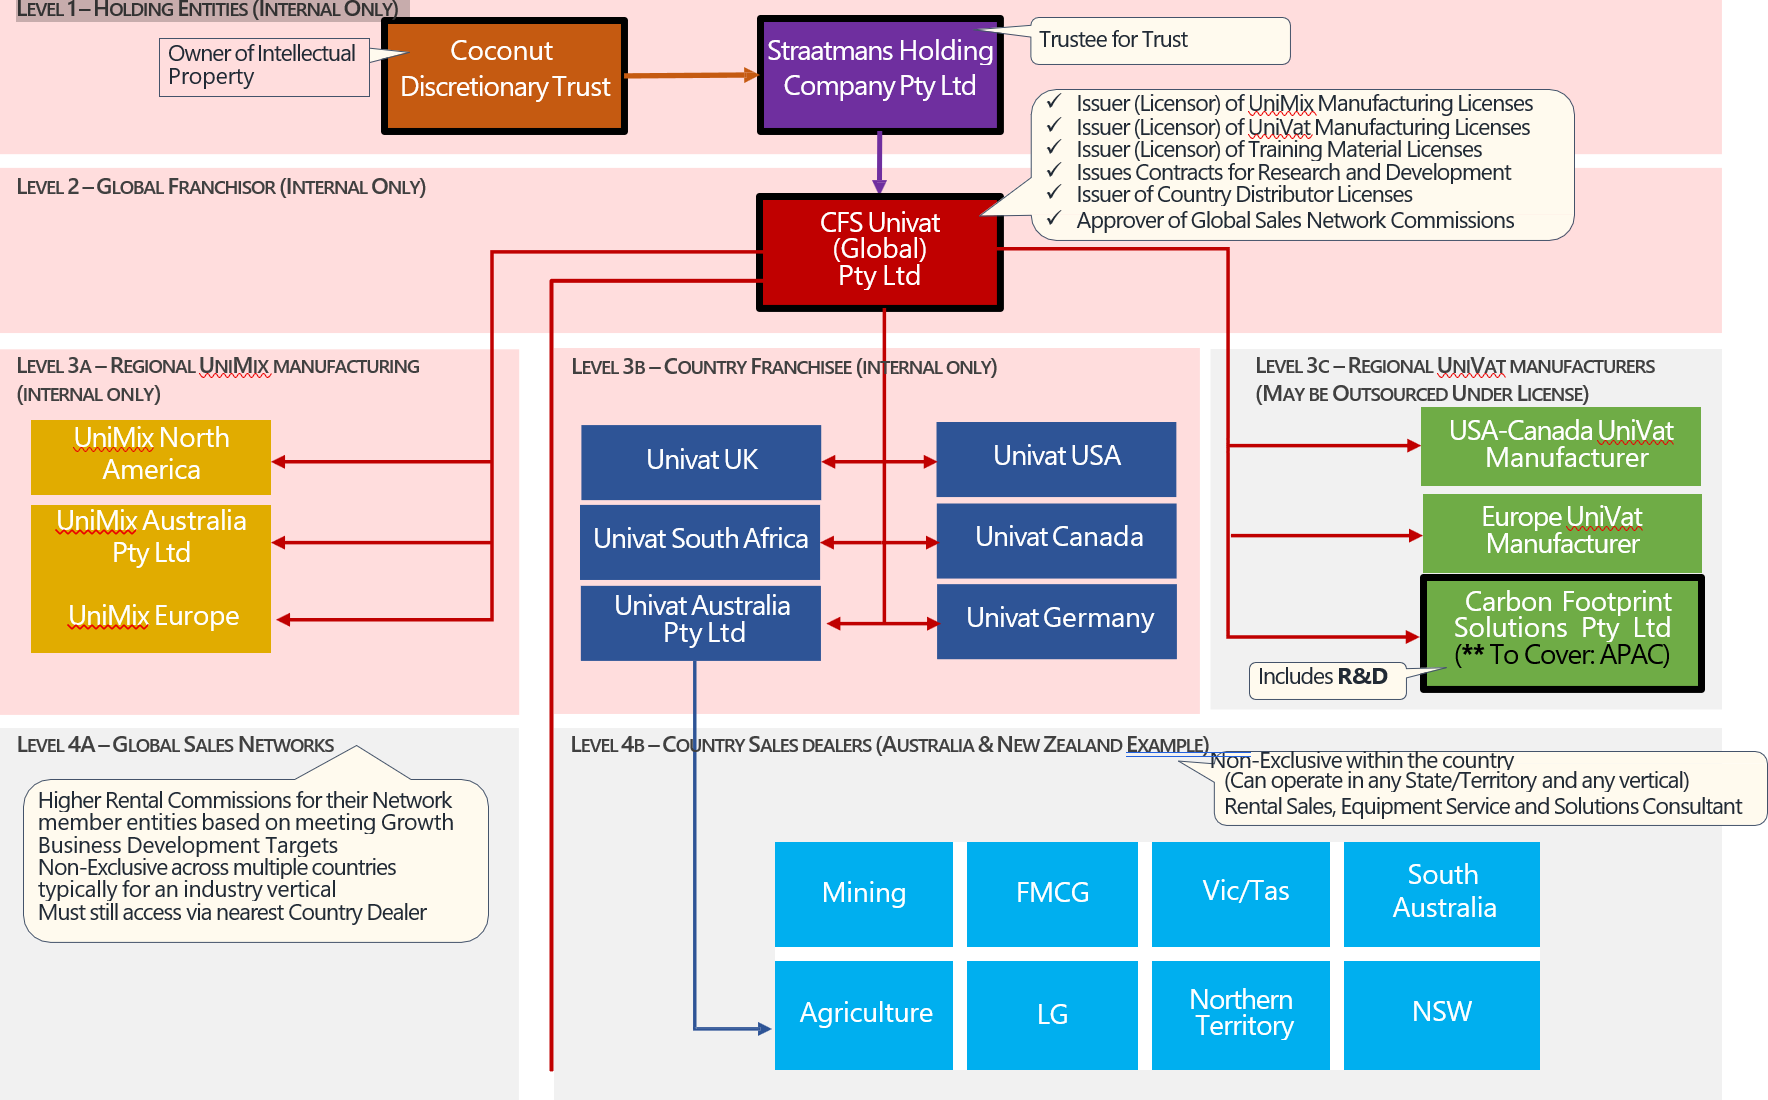 Level 1 – Holding Entities (Internal Only)
Owner of Intellectual
Property
Coconut
Discretionary Trust
Straatmans Holding
Company Pty Ltd
Trustee for Trust
✓ Issuer (Licensor) of UniMix Manufacturing Licenses
✓ Issuer (Licensor) of UniVat Manufacturing Licenses
✓ Issuer (Licensor) of Training Material Licenses
✓ Issues Contracts for Research and Development
✓ Issuer of Country Distributor Licenses
✓ Approver of Global Sales Network Commissions
Level 2 – Global Franchisor (Internal Only)
CFS Univat
(Global)
Pty Ltd
Level 3a – Regional UniMix manufacturing
(internal only)
UniMix North
America
UniMix Australia
Pty Ltd
UniMix Europe
Level 3b – Country Franchisee (internal only)
Univat UK
Univat USA
Univat South Africa
Univat Canada
Univat Australia
Pty Ltd
Univat Germany
Level 3c – Regional UniVat manufacturers
(May be Outsourced Under License)
USA-Canada UniVat
Manufacturer
Europe UniVat
Manufacturer
Carbon Footprint
Solutions Pty Ltd
(** To Cover: APAC)
Includes R&D
Level 4A – Global Sales Networks
Higher Rental Commissions for their Network
member entities based on meeting Growth
Business Development Targets
Non-Exclusive across multiple countries
typically for an industry vertical
Must still access via nearest Country Dealer
Level 4b – Country Sales dealers (Australia & New Zealand Example)
Non-Exclusive within the country
(Can operate in any State/Territory and any vertical)
Rental Sales, Equipment Service and Solutions Consultant
Mining
FMCG
Vic/Tas
South
Australia
Agriculture
LG
Northern
Territory
NSW